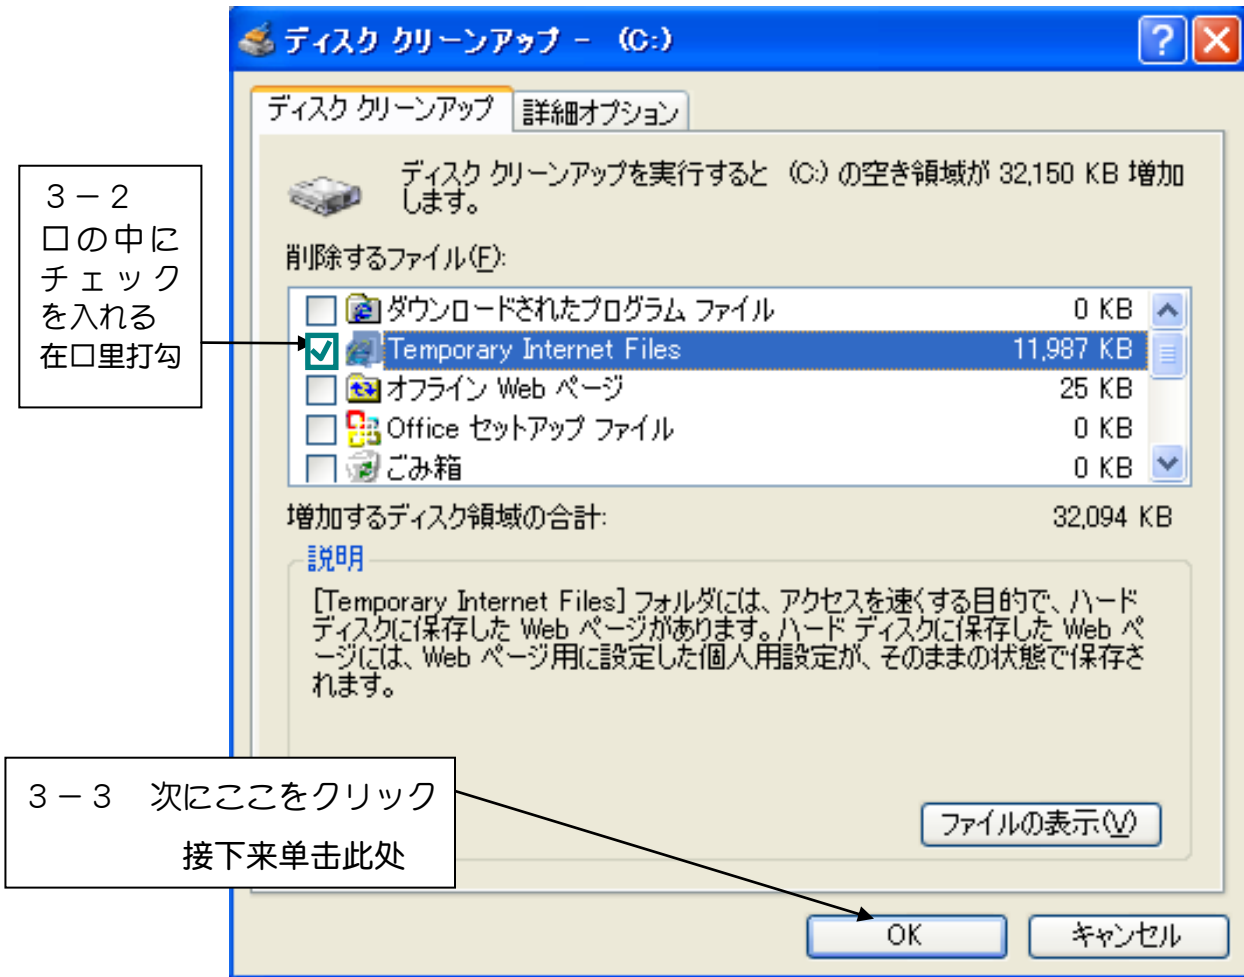 ディスク クリーンアップ - (C:)
ディスク クリーンアップ 詳細オプション
ディスク クリーンアップを実行すると (C:) の空き領域が 32,150 KB 増加
します。
3-2
口の中に
チェック
を入れる
在口里打勾
削除するファイル(F):
ダウンロードされたプログラム ファイル 0 KB
Temporary Internet Files 11,987 KB
オフライン Web ページ 25 KB
Office セットアップ ファイル 0 KB
ごみ箱 0 KB
増加するディスク領域の合計: 32,094 KB
説明
[Temporary Internet Files] フォルダには、アクセスを速くする目的で、ハード
ディスクに保存した Web ページがあります。ハード ディスクに保存した Web ペ
ージには、Web ページ用に設定した個人用設定が、そのままの状態で保存さ
れます。
3-3 次にここをクリック
接下来单击此处
ファイルの表示(V)
OK キャンセル